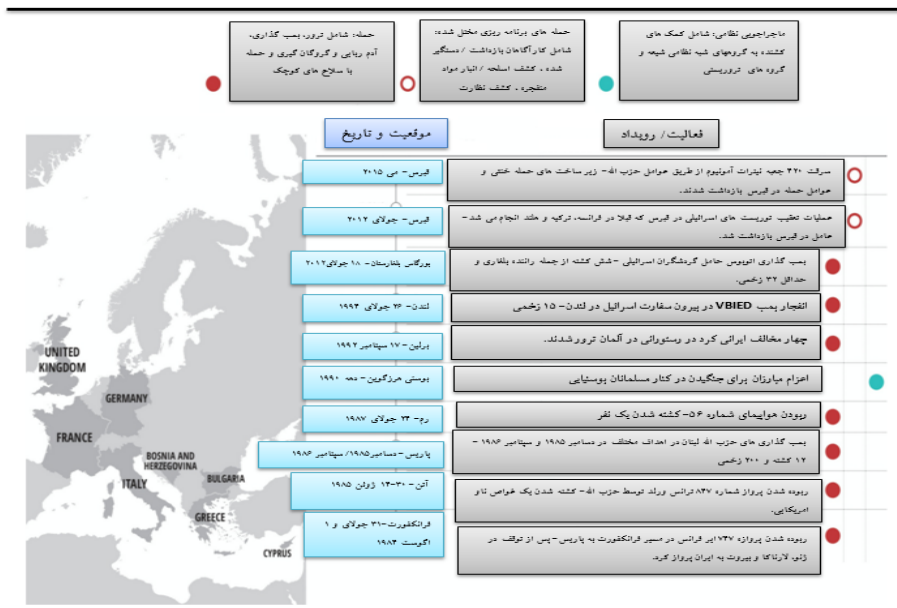 حمله: شامل ترور، بمب گذاری،
آدم ربایی و گروگان گیری و حمله
با سلاح های کوچک
حمله های برنامه ریزی مختل شده:
شامل کارآگاهان بازداشت / دستگیر
شده ، کشف اسلحه / انبار مواد
منفجره ، کشف نظارت
ماجراجویی نظامی: شامل کمک های
کشنده به گروههای شبه نظامی شیعه و
گروه های تروریستی
فعالیت/ رویداد
موقعیت و تاریخ
سرقت ۴۲۰ جعبه نیترات آمونیوم از طریق عوامل حزب الله- زیر ساخت های حمله خنثی و
عوامل حمله در قبرس بازداشت شدند.
قبرس- می ۲۰۱۵
عملیات تعقیب توریست های اسرائیلی در قبرس که قبلا در فرانسه، ترکیه و هلند انجام می شد -
عامل در قبرس بازداشت شد.
قبرس- جولای ۲۰۱۲
بمب گذاری اتوبوس حامل گردشگران اسرائیلی -شش کشته از جمله راننده بلغاری و
حداقل ۳۲ زخمی.
بورگاس بلغارستان- ۱۸ جولای۲۰۱۲
انفجار بمب VBIED در بیرون سفارت اسرائیل در لندن- ۱۵ زخمی
لندن- ۲۶ جولای ۱۹۹۴
چهار مخالف ایرانی کرد در رستورانی در آلمان ترور شدند.
برلین- ۱۷ سپتامبر ۱۹۹۲
اعزام مبارزان برای جنگیدن در کنار مسلمانان بوسنیایی
بوسنی هرزگوین- دهه ۱۹۹۰
ربودن هواپیمای شماره ۵۶- کشته شدن یک نفر
رم- ۲۴ جولای ۱۹۸۷
بمب گذاری های حزب الله لبنان در اهداف مختلف در دسامبر ۱۹۸۵ و سپتامبر ۱۹۸۶ -
۱۲ کشته و ۲۰۰ زخمی
پاریس-دسامبر۱۹۸۵/ سپتامبر ۱۹۸۶
ربوده شدن پرواز شماره ۸۴۷ ترانس ورلد توسط حزب الله- کشته شدن یک غواص ناو
امریکایی.
آتن- ۳۰-۱۴ ژوئن ۱۹۸۵
ربوده شدن پروازه ۷۴۷ ایر فرانس در مسیر فرانکفورت به پاریس -پس از توقف در
ژنو، لارناکا و بیروت به ایران پرواز کرد.
فرانکفورت-۳۱ جولای و ۱
اگوست ۱۹۸۴
UNITED
KINGDOM
GERMANY
FRANCE
BOSNIA AND
HERZEGOVINA
ITALY
BULGARIA
GREECE
CYPRUS